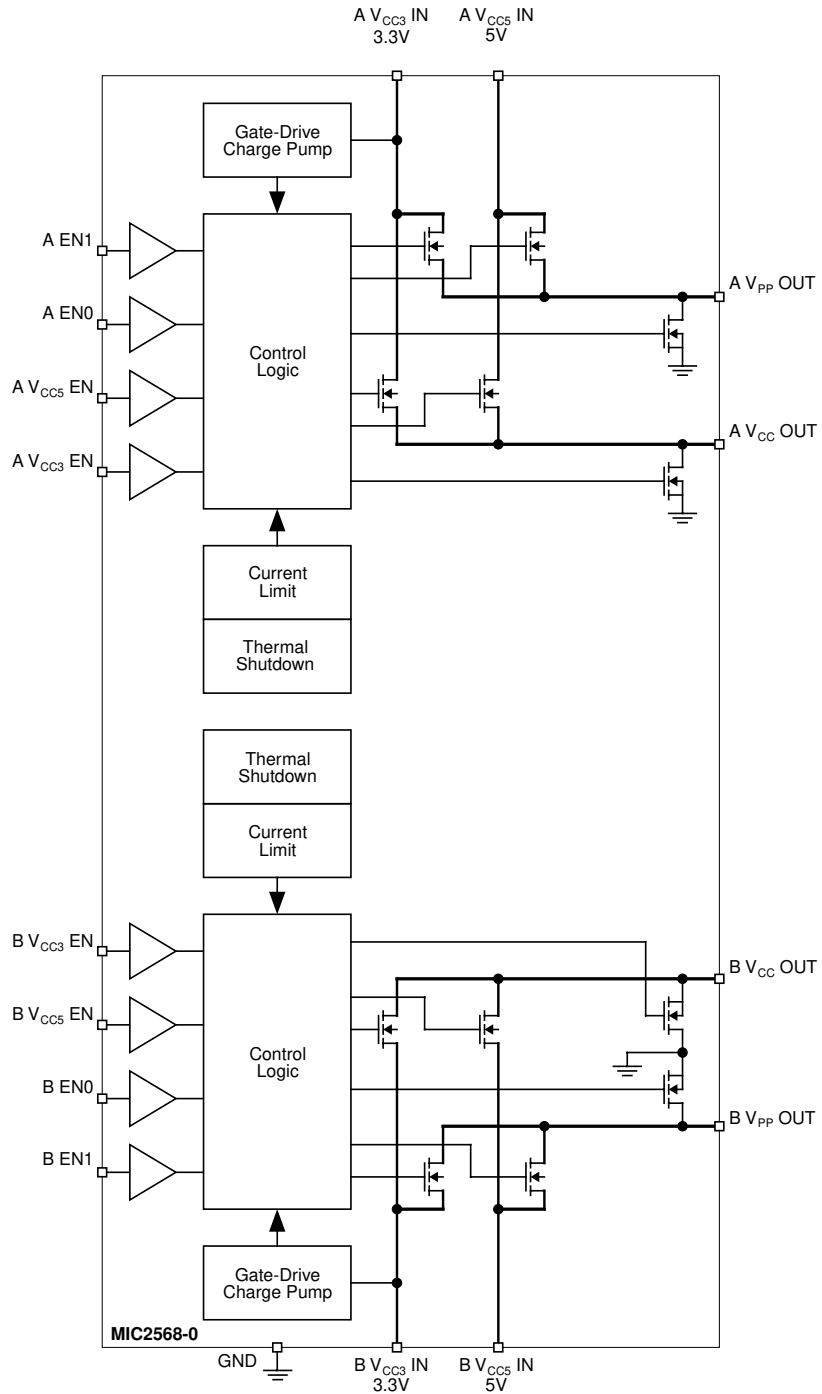 A VCC3 IN
3.3V
A VCC5 IN
5V
Gate-Drive
Charge Pump
A EN1
A EN0
A VCC5 EN
A VCC3 EN
Control
Logic
A VPP OUT
A VCC OUT
Current
Limit
Thermal
Shutdown
Thermal
Shutdown
Current
Limit
B VCC3 EN
B VCC5 EN
B EN0
B EN1
Control
Logic
B VCC OUT
B VPP OUT
Gate-Drive
Charge Pump
MIC2568-0
GND
B VCC3 IN
3.3V
B VCC5 IN
5V